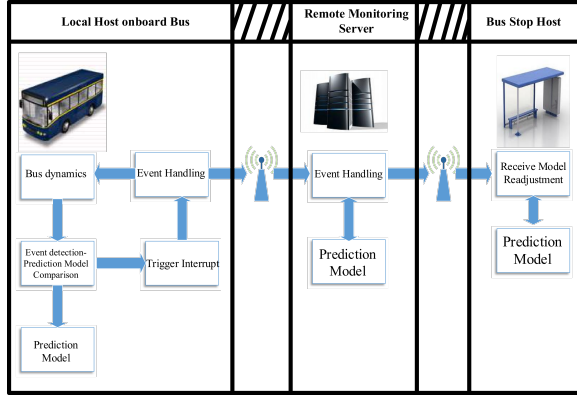 Local Host onboard Bus
Remote Monitoring
Server
Bus Stop Host
Bus dynamics
Event Handling
Event Handling
Receive Model
Readjustment
Event detection-
Prediction Model
Comparison
Trigger Interrupt
Prediction
Model
Prediction
Model
Prediction
Model